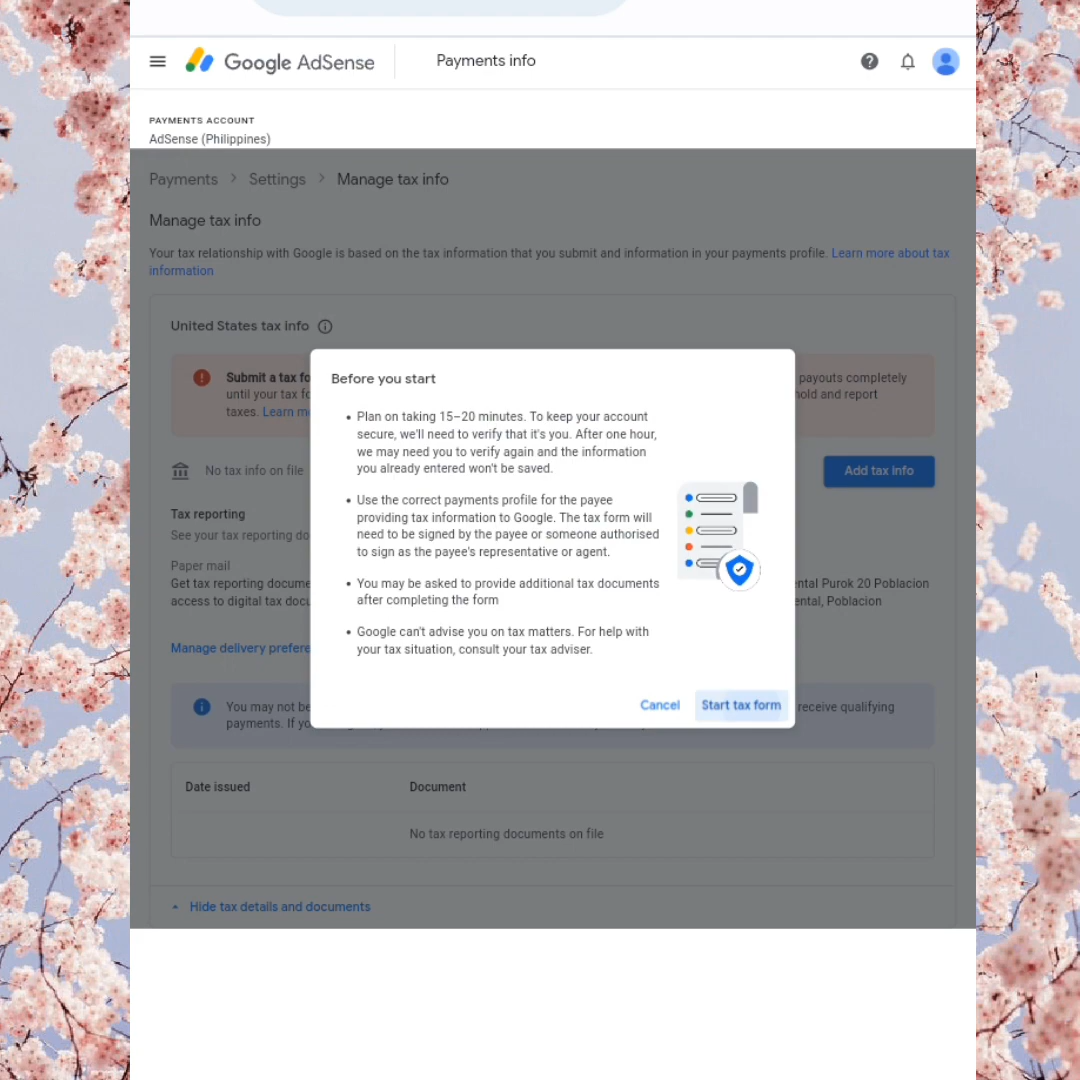 Google AdSense
Payments info
PAYMENTS ACCOUNT
AdSense (Philippines)
Payments > Settings > Manage tax info
Manage tax info
Your tax relationship with Google is based on the tax information that you submit and information in your payments profile. Learn more about tax
information
United States tax info
Submit a tax fo
payouts completely
until your tax fo
hold and report
taxes. Learn m
No tax info on file
Add tax info
Tax reporting
See your tax reporting do
Paper mail
Get tax reporting docume
ental Purok 20 Poblacion
access to digital tax docu
ental, Poblacion
Manage delivery prefere
You may not be
receive qualifying
payments. If yo
Before you start
• Plan on taking 15–20 minutes. To keep your account
secure, we'll need to verify that it's you. After one hour,
we may need you to verify again and the information
you already entered won't be saved.
• Use the correct payments profile for the payee
providing tax information to Google. The tax form will
need to be signed by the payee or someone authorised
to sign as the payee's representative or agent.
• You may be asked to provide additional tax documents
after completing the form
• Google can't advise you on tax matters. For help with
your tax situation, consult your tax adviser.
Cancel
Start tax form
Date issued
Document
No tax reporting documents on file
Hide tax details and documents